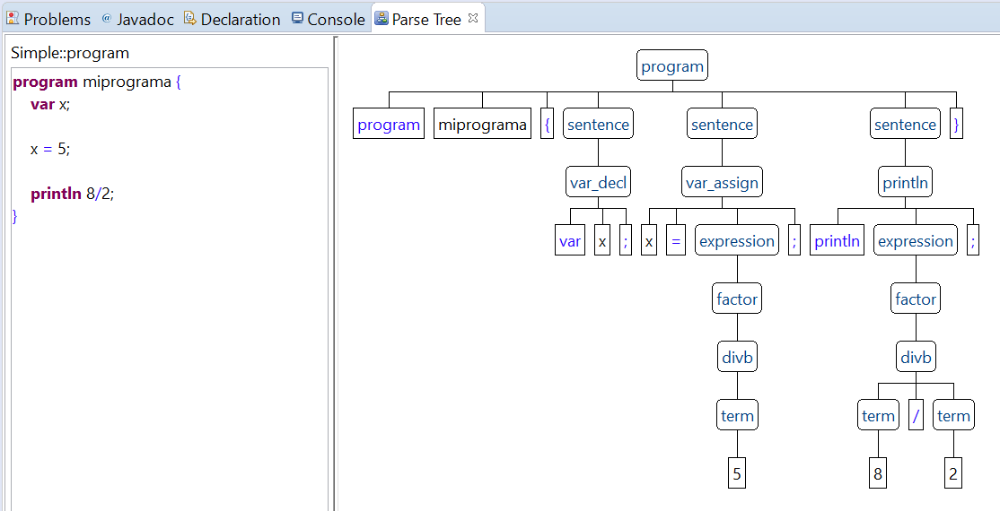 Problems @ Javadoc Declaration Console Parse Tree
Simple::program
program miprograma {
var x;
x = 5;
println 8/2;
}
program
program miprograma { sentence sentence sentence }
var_decl var_assign println
var x ; x = expression ; println expression ;
factor factor
divb divb
term term / term
5 8 2